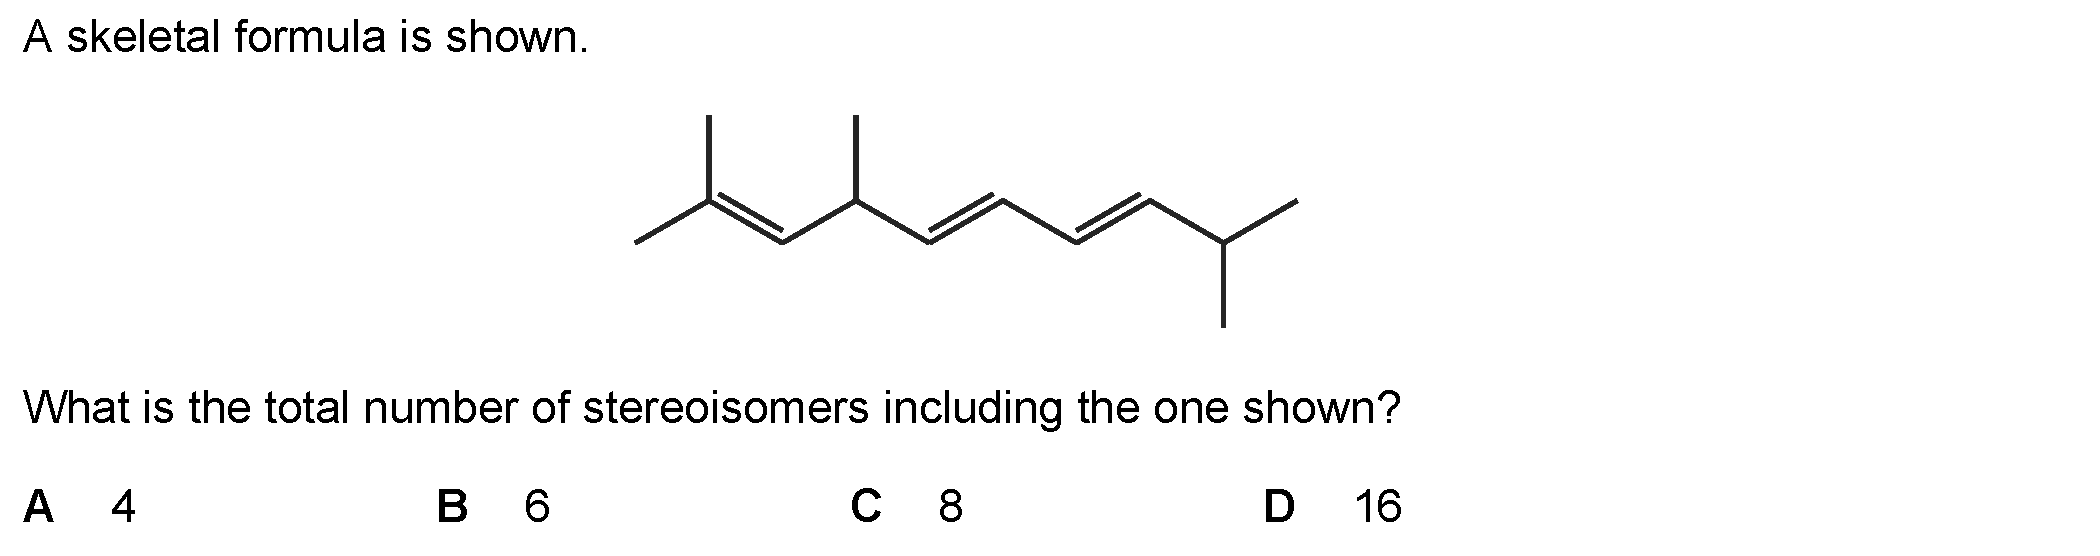 A skeletal formula is shown.
What is the total number of stereoisomers including the one shown?
A 4 B 6 C 8 D 16